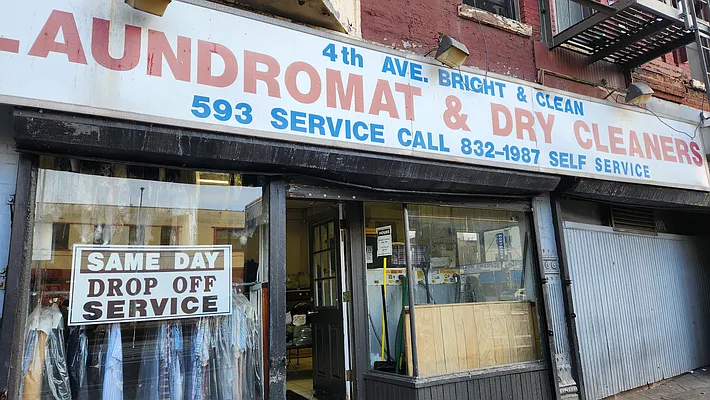 4th AVE. BRIGHT & CLEAN
LAUNDROMAT & DRY CLEANERS
593 SERVICE CALL 832-1987 SELF SERVICE
SAME DAY
DROP OFF
SERVICE